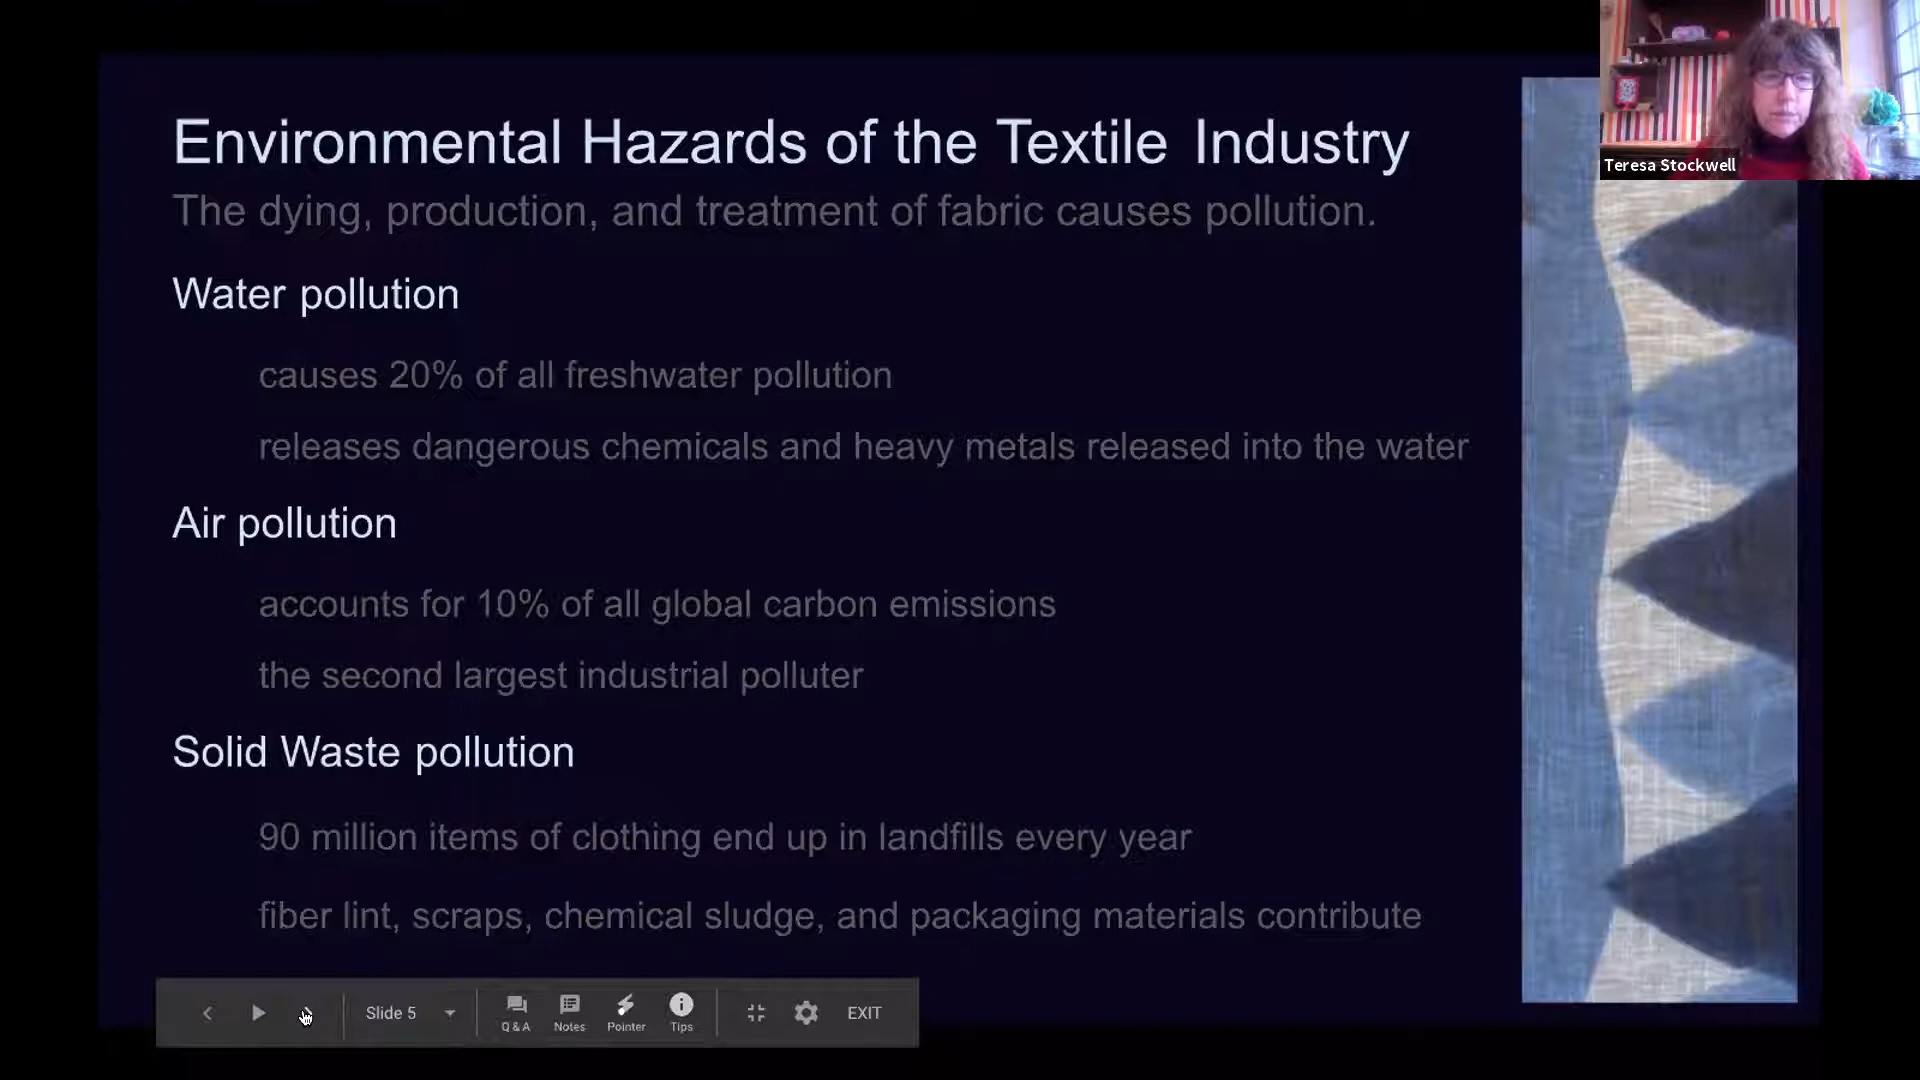 Environmental Hazards of the Textile Industry
The dying, production, and treatment of fabric causes pollution.
Water pollution
causes 20% of all freshwater pollution
releases dangerous chemicals and heavy metals released into the water
Air pollution
accounts for 10% of all global carbon emissions
the second largest industrial polluter
Solid Waste pollution
90 million items of clothing end up in landfills every year
fiber lint, scraps, chemical sludge, and packaging materials contribute
Teresa Stockwell
Slide 5
Q & A
Notes
Pointer
Tips
EXIT